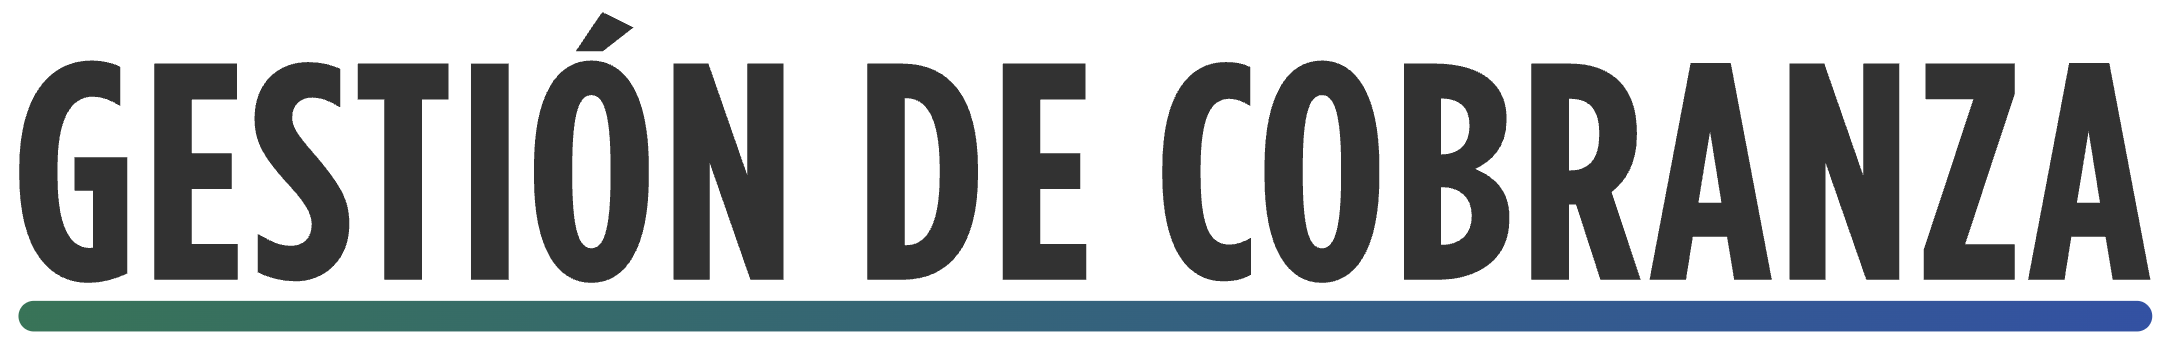 GESTIÓN DE COBRANZA